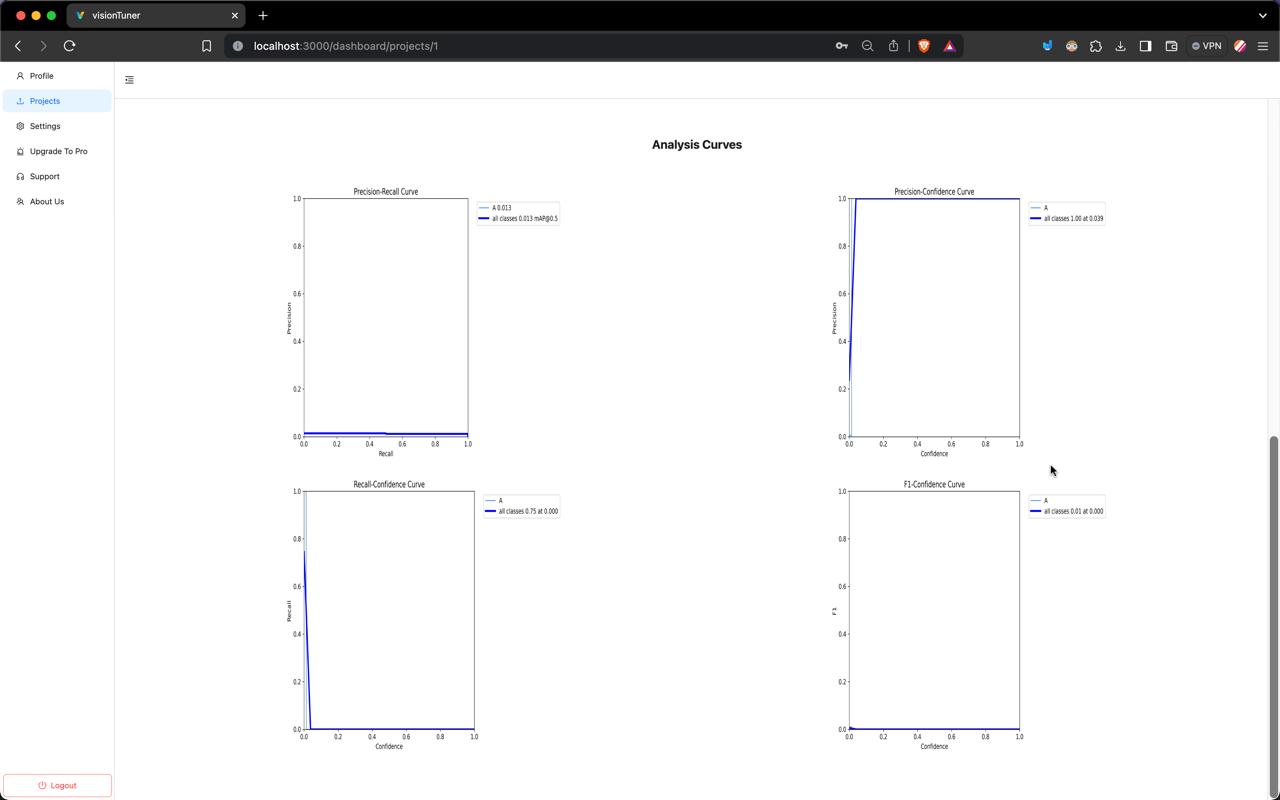 visionTuner
localhost:3000/dashboard/projects/1
VPN
Profile
Projects
Settings
Upgrade To Pro
Support
About Us
Logout
Analysis Curves
Precision-Recall Curve
A 0.013
all classes 0.013 mAP@0.5
1.0
0.8
0.6
0.4
0.2
0.0
Precision
0.0 0.2 0.4 0.6 0.8 1.0
Recall
Precision-Confidence Curve
A
all classes 1.00 at 0.039
1.0
0.8
0.6
0.4
0.2
0.0
Precision
0.0 0.2 0.4 0.6 0.8 1.0
Confidence
Recall-Confidence Curve
A
all classes 0.75 at 0.000
1.0
0.8
0.6
0.4
0.2
0.0
Recall
0.0 0.2 0.4 0.6 0.8 1.0
Confidence
F1-Confidence Curve
A
all classes 0.01 at 0.000
1.0
0.8
0.6
0.4
0.2
0.0
F1
0.0 0.2 0.4 0.6 0.8 1.0
Confidence